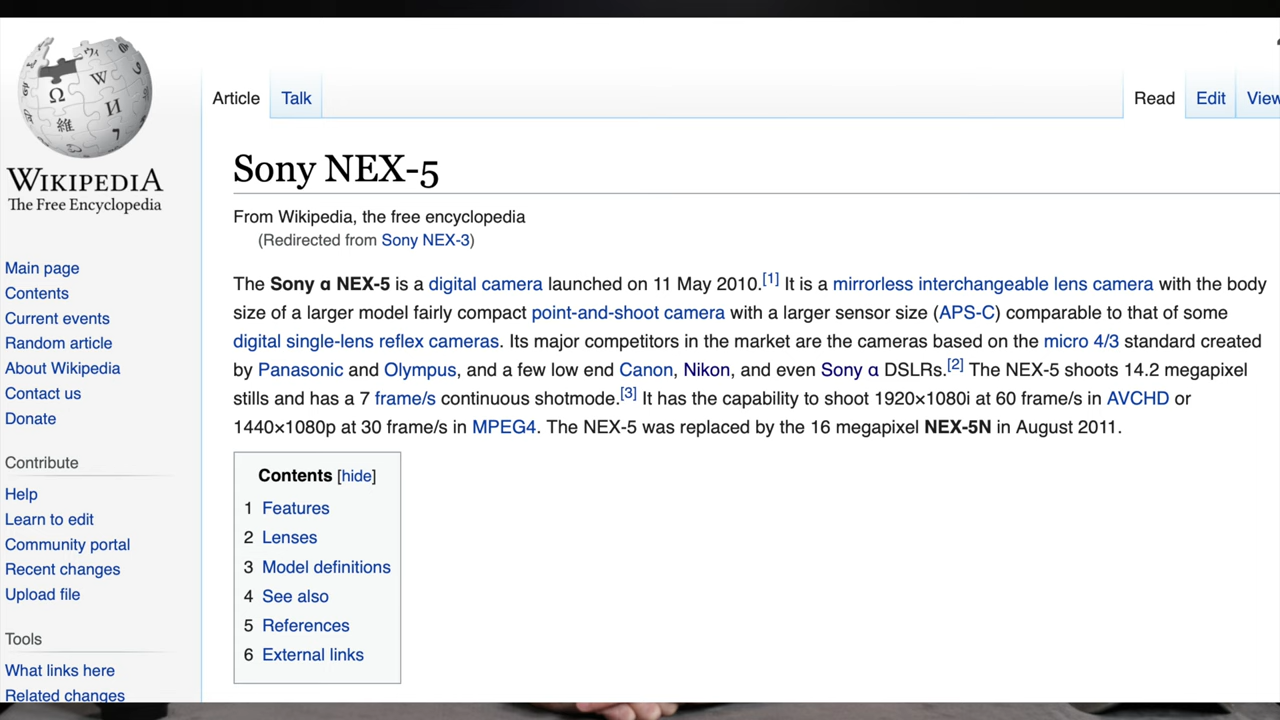 WIKIPEDIA
The Free Encyclopedia
Main page
Contents
Current events
Random article
About Wikipedia
Contact us
Donate
Contribute
Help
Learn to edit
Community portal
Recent changes
Upload file
Tools
What links here
Related changes
Article Talk
Read Edit View
Sony NEX-5
From Wikipedia, the free encyclopedia
(Redirected from Sony NEX-3)
The Sony α NEX-5 is a digital camera launched on 11 May 2010.[1] It is a mirrorless interchangeable lens camera with the body
size of a larger model fairly compact point-and-shoot camera with a larger sensor size (APS-C) comparable to that of some
digital single-lens reflex cameras. Its major competitors in the market are the cameras based on the micro 4/3 standard created
by Panasonic and Olympus, and a few low end Canon, Nikon, and even Sony α DSLRs.[2] The NEX-5 shoots 14.2 megapixel
stills and has a 7 frame/s continuous shotmode.[3] It has the capability to shoot 1920×1080i at 60 frame/s in AVCHD or
1440×1080p at 30 frame/s in MPEG4. The NEX-5 was replaced by the 16 megapixel NEX-5N in August 2011.
Contents [hide]
1 Features
2 Lenses
3 Model definitions
4 See also
5 References
6 External links